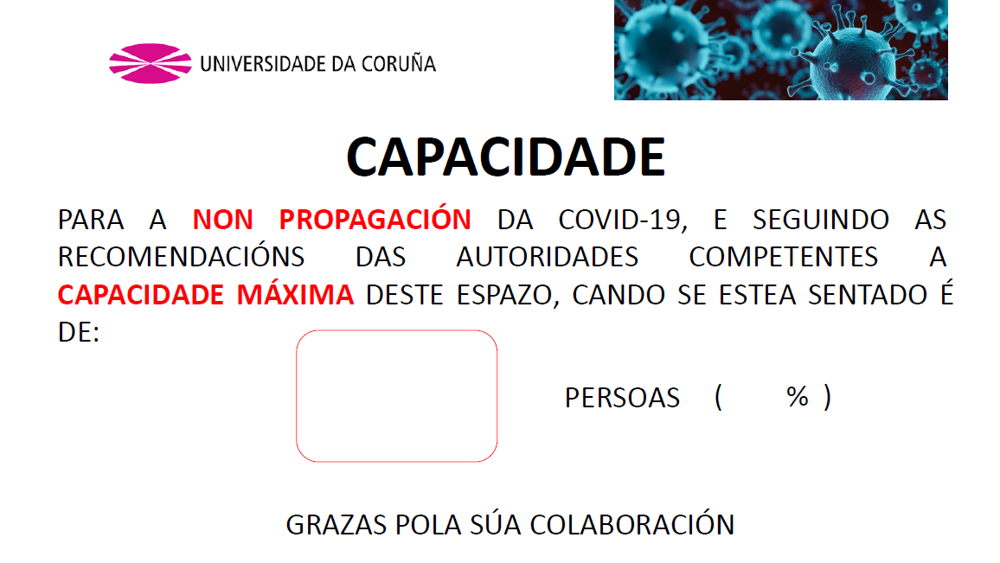 UNIVERSIDADE DA CORUÑA
CAPACIDADE
PARA A NON PROPAGACIÓN DA COVID-19, E SEGUINDO AS
RECOMENDACIÓNS DAS AUTORIDADES COMPETENTES A
CAPACIDADE MÁXIMA DESTE ESPAZO, CANDO SE ESTEA SENTADO É
DE:
PERSOAS ( % )
GRAZAS POLA SÚA COLABORACIÓN